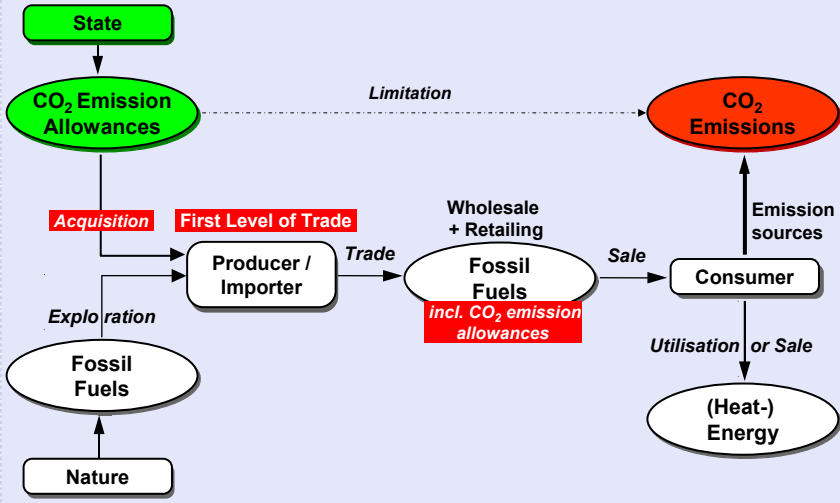 State
CO₂ Emission
Allowances
Limitation
CO₂
Emissions
Acquisition
First Level of Trade
Wholesale
+ Retailing
Emission
sources
Producer /
Importer
Trade
Fossil
Fuels
incl. CO₂ emission
allowances
Sale
Consumer
Exploration
Utilisation or Sale
Fossil
Fuels
(Heat-)
Energy
Nature